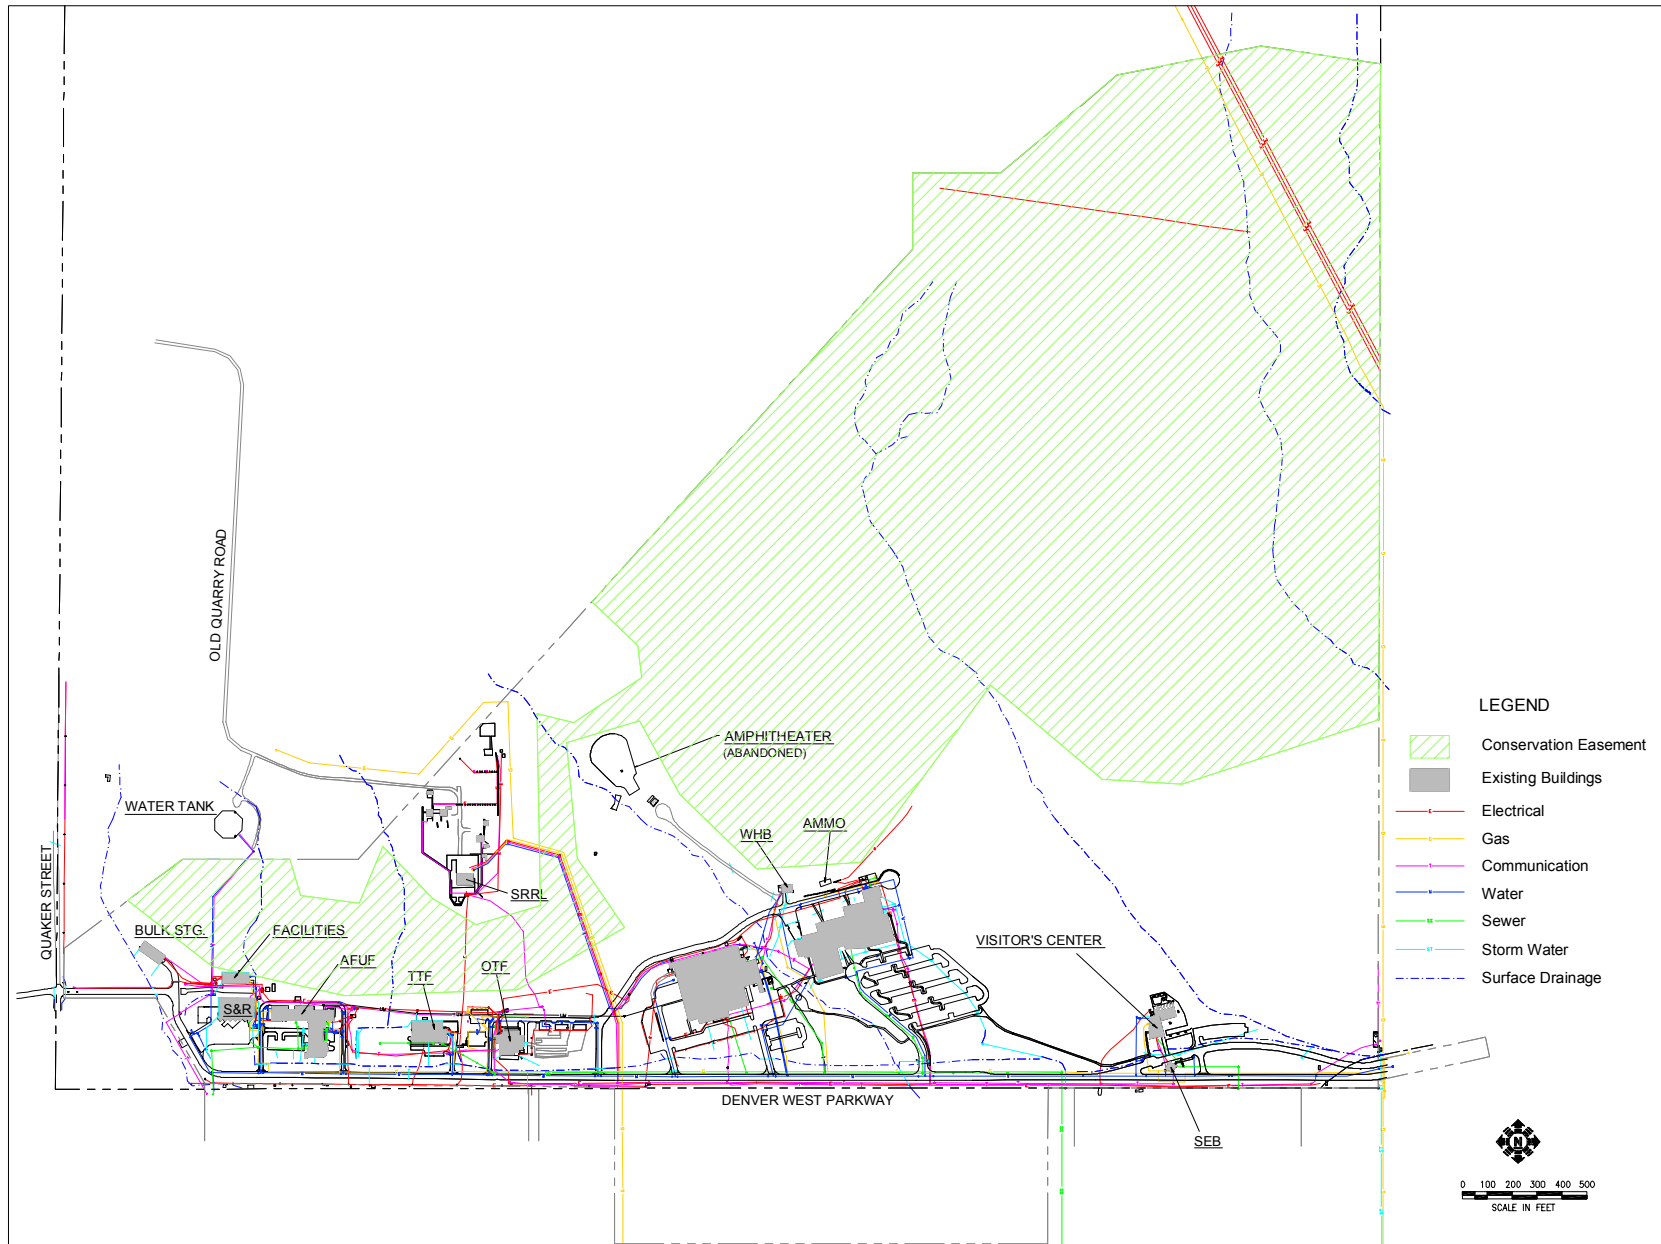 OLD QUARRY ROAD
QUAKER STREET
WATER TANK
BULK STG.
FACILITIES
S&R
AFUF
TTF
OTF
SRRL
AMPHITHEATER
(ABANDONED)
WHB
AMMO
VISITOR'S CENTER
SEB
DENVER WEST PARKWAY
LEGEND
Conservation Easement
Existing Buildings
Electrical
Gas
Communication
Water
Sewer
Storm Water
Surface Drainage
N
0 100 200 300 400 500
SCALE IN FEET